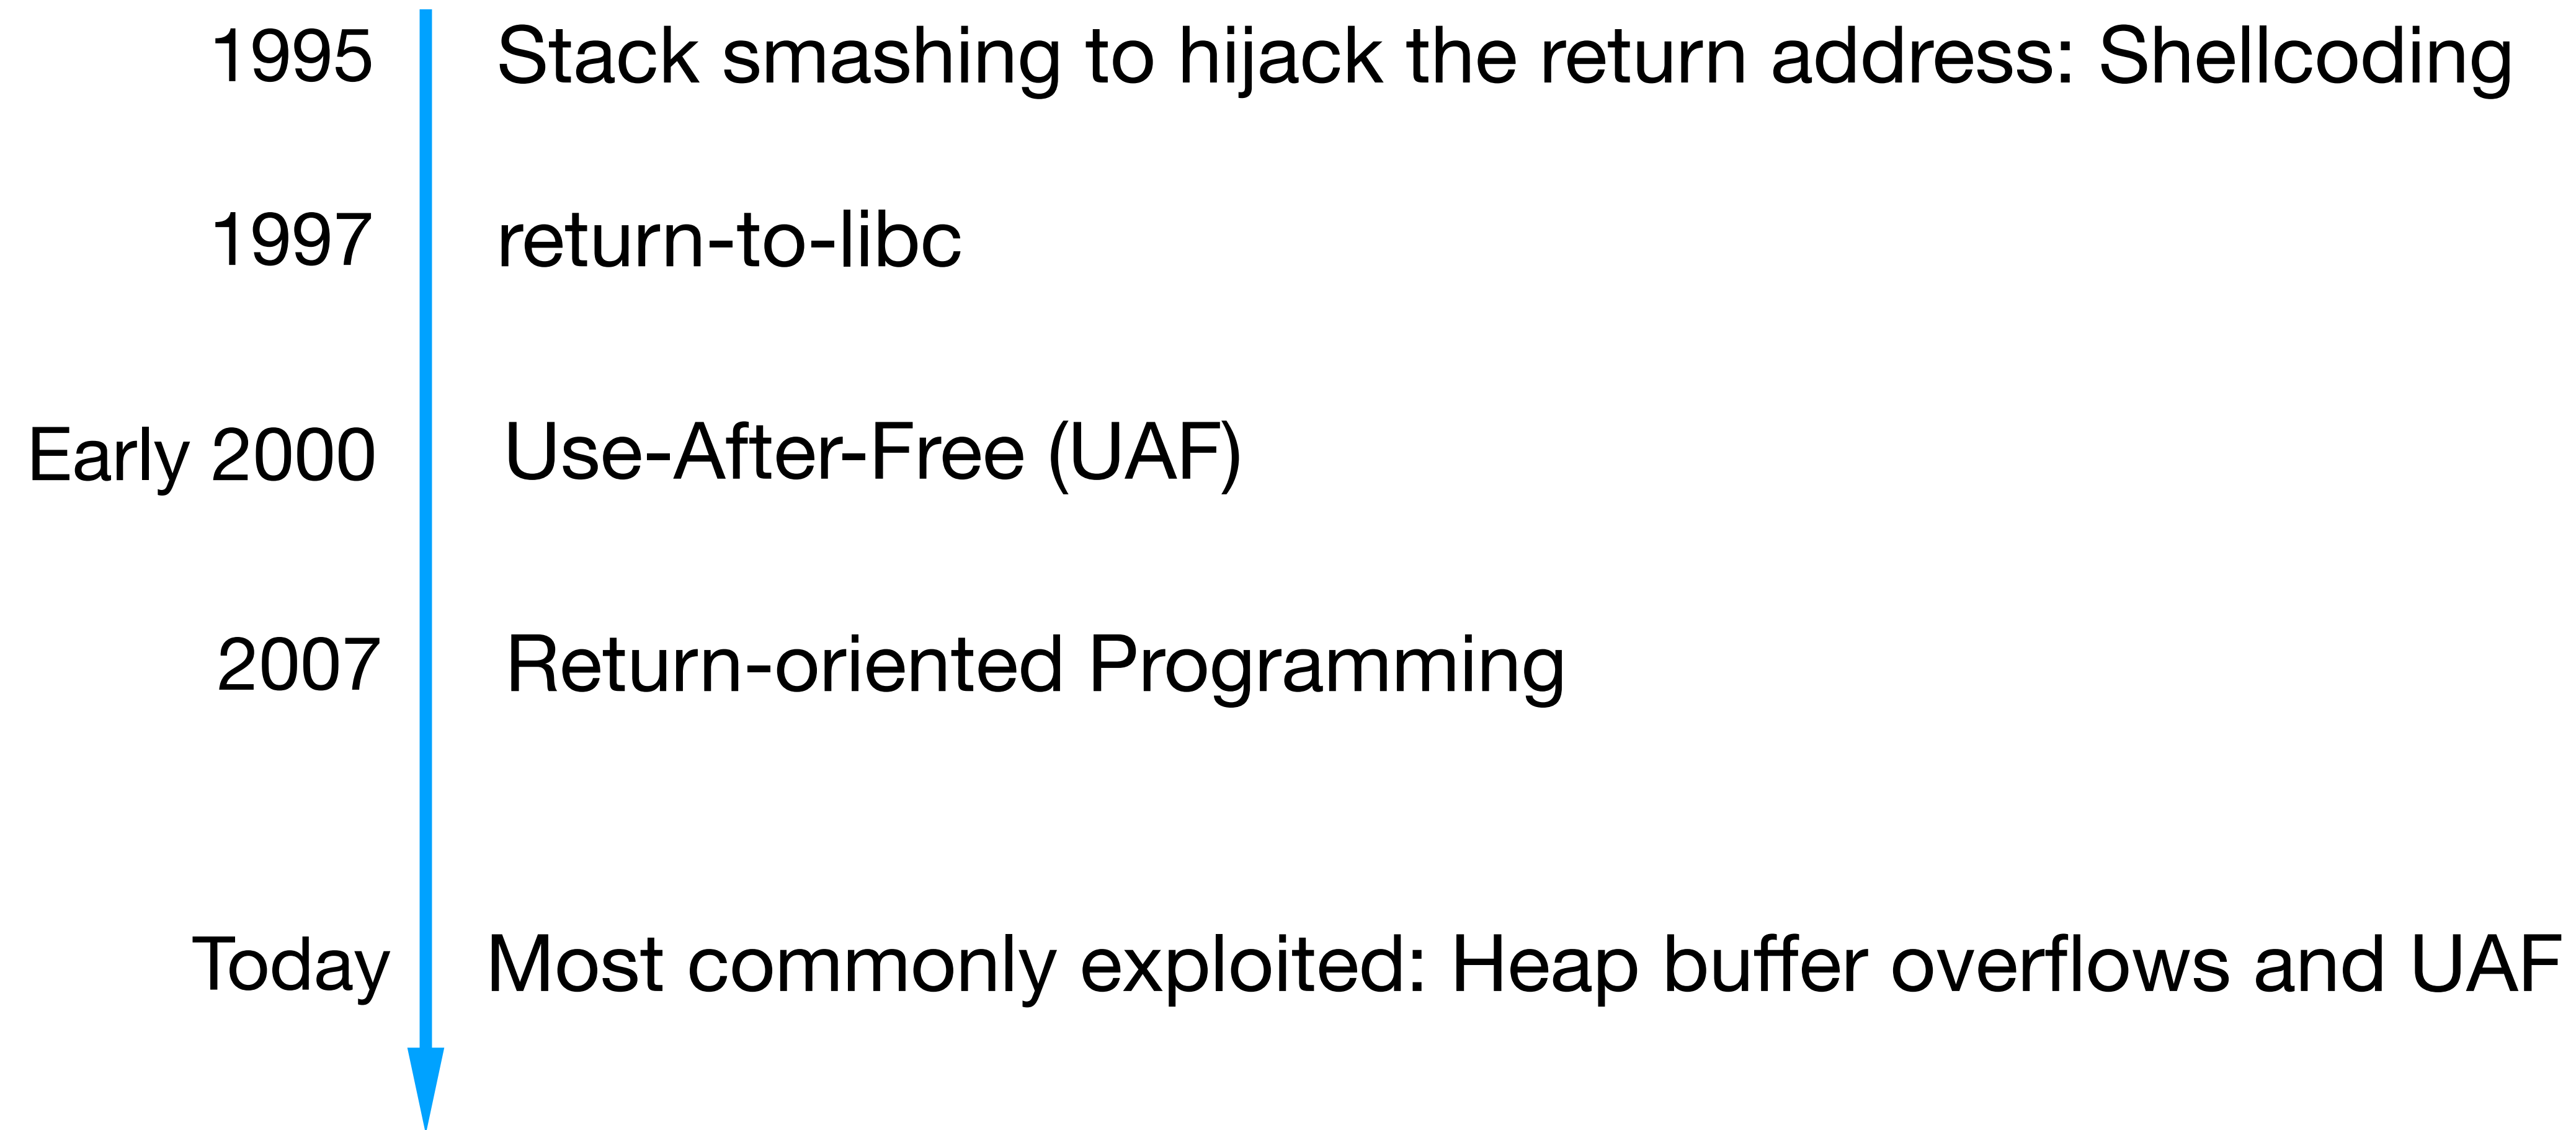 1995 Stack smashing to hijack the return address: Shellcoding
1997 return-to-libc
Early 2000 Use-After-Free (UAF)
2007 Return-oriented Programming
Today Most commonly exploited: Heap buffer overflows and UAF